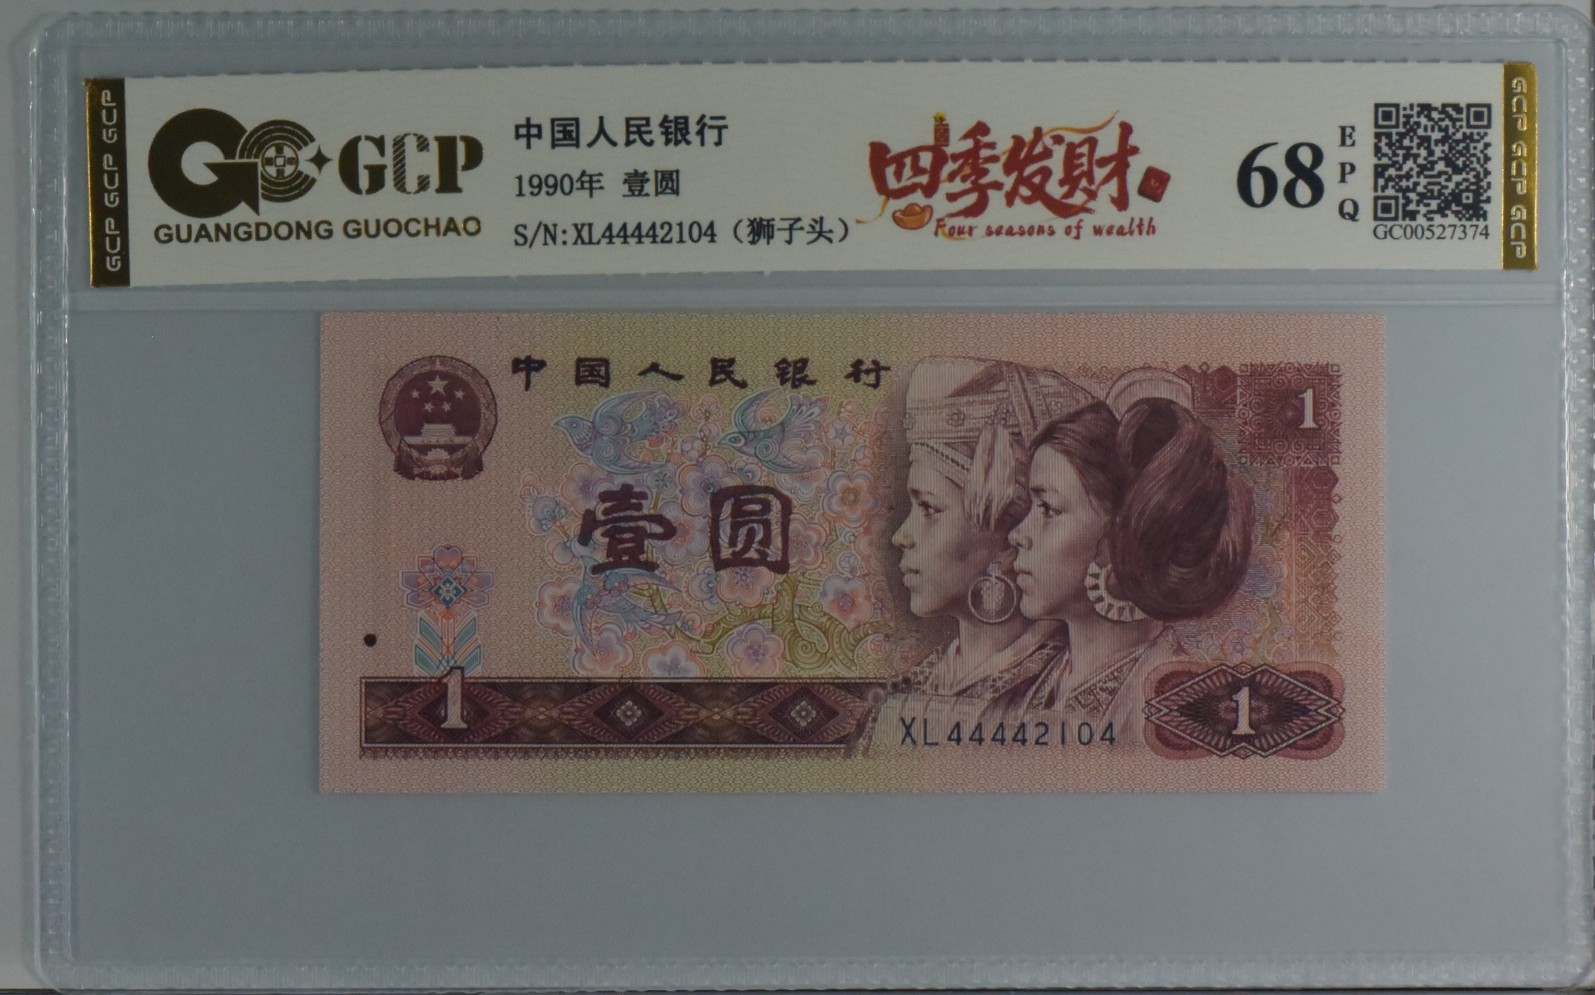 GCP GCP GCP
GCP
GUANGDONG GUOCHAO
中国人民银行
1990年 壹圆
S/N:XL44442104（狮子头）
四季发财
Four seasons of wealth
68
EPQ
GC00527374
GCP GCP GCP
中国人民银行
1
壹圆
1
XL44442104
1